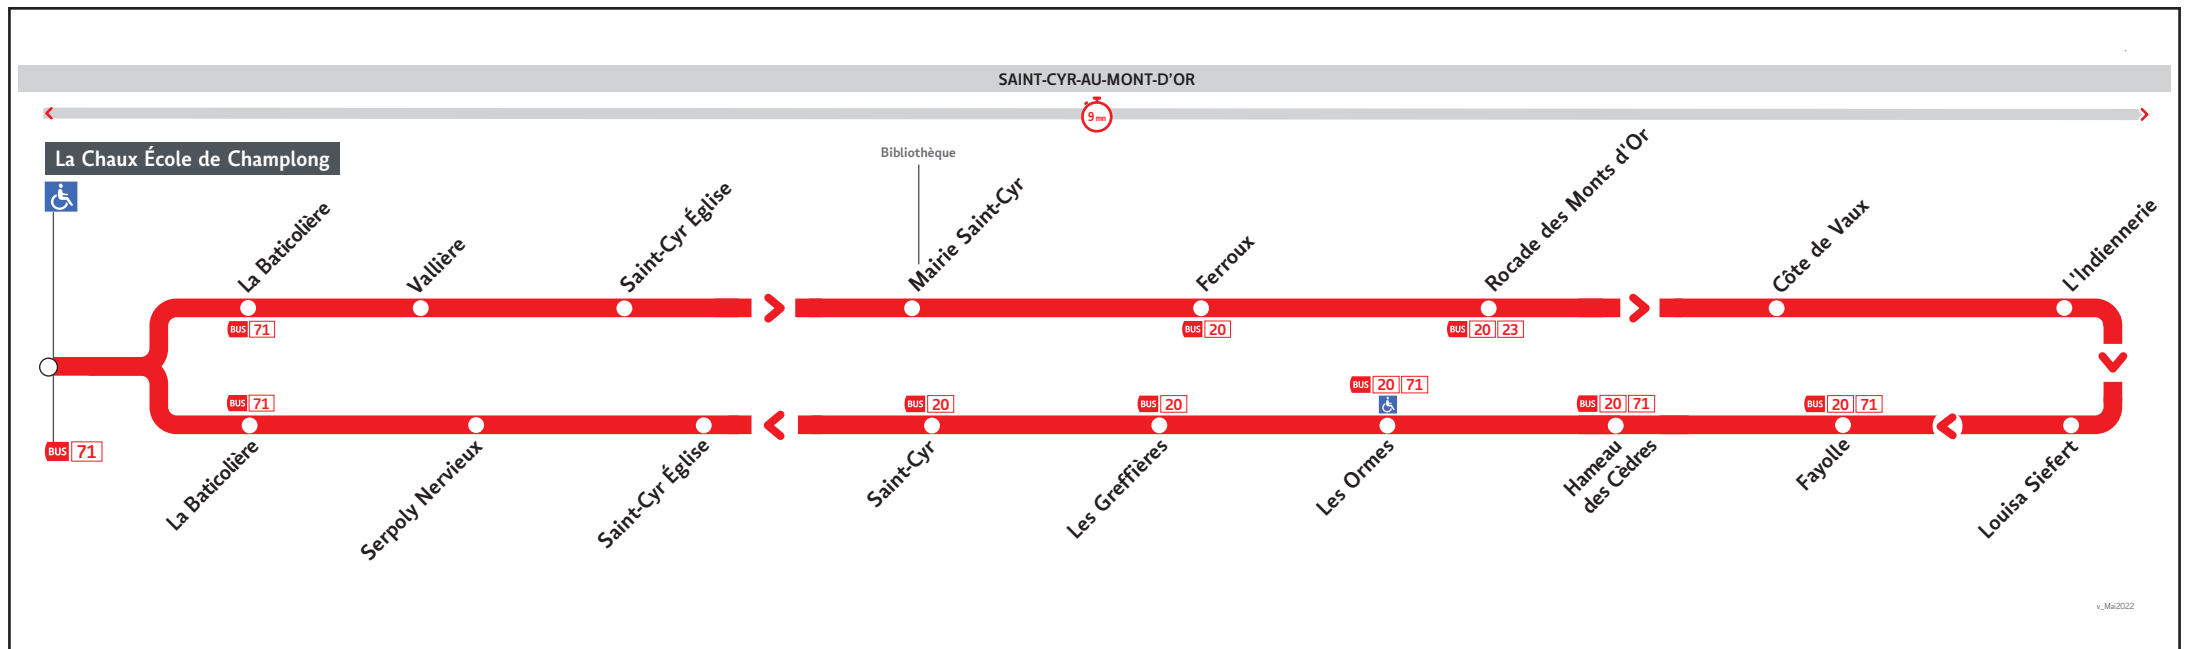 SAINT-CYR-AU-MONT-D'OR
9 mn
La Chaux École de Champlong
Bibliothèque
La Baticolière
Vallière
Saint-Cyr Église
Mairie Saint-Cyr
Ferroux
Rocade des Monts d'Or
Côte de Vaux
L'Indiennerie
BUS 71
BUS 20
BUS 20 23
BUS 71
BUS 71
BUS 20
BUS 20
BUS 20 71
BUS 20 71
BUS 20 71
La Baticolière
Serpoly Nervieux
Saint-Cyr Église
Saint-Cyr
Les Greffières
Les Ormes
Hameau
des Cèdres
Fayolle
Louisa Siefert
v_Mai2022